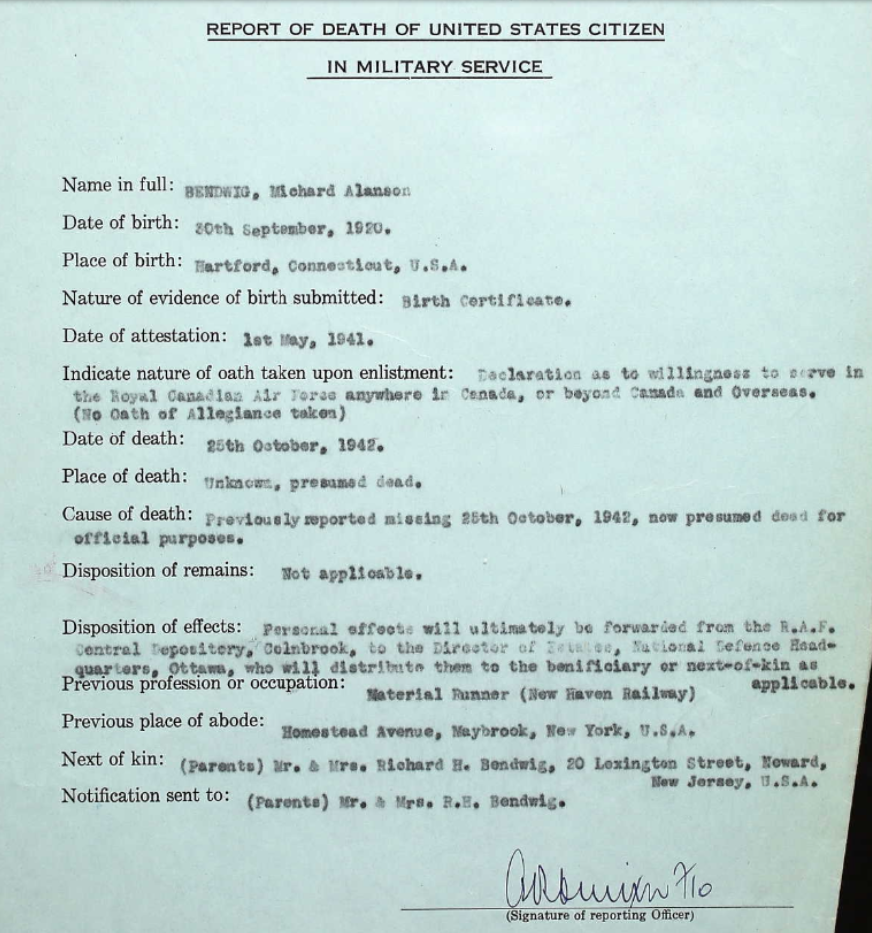 REPORT OF DEATH OF UNITED STATES CITIZEN
IN MILITARY SERVICE
Name in full: BENDWIG, Richard Alanson
Date of birth: 30th September, 1920.
Place of birth: Hartford, Connecticut, U.S.A.
Nature of evidence of birth submitted: Birth Certificate.
Date of attestation: 1st May, 1941.
Indicate nature of oath taken upon enlistment: Declaration as to willingness to serve in
the Royal Canadian Air Force anywhere in Canada, or beyond Canada and Overseas.
(No Oath of Allegiance taken)
Date of death: 25th October, 1942.
Place of death: Unknown, presumed dead.
Cause of death: Previously reported missing 25th October, 1942, now presumed dead for
official purposes.
Disposition of remains: Not applicable.
Disposition of effects: Personal effects will ultimately be forwarded from the R.A.F.
Central Depository, Colnbrook, to the Director of Estates, National Defence Head-
quarters, Ottawa, who will distribute them to the benificiary or next-of-kin as
applicable.
Previous profession or occupation: Material Runner (New Haven Railway)
Previous place of abode: Homestead Avenue, Maybrook, New York, U.S.A.
Next of kin: (Parents) Mr. & Mrs. Richard H. Bendwig, 20 Lexington Street, Neward,
New Jersey, U.S.A.
Notification sent to: (Parents) Mr. & Mrs. R.H. Bendwig.
F/O
(Signature of reporting Officer)